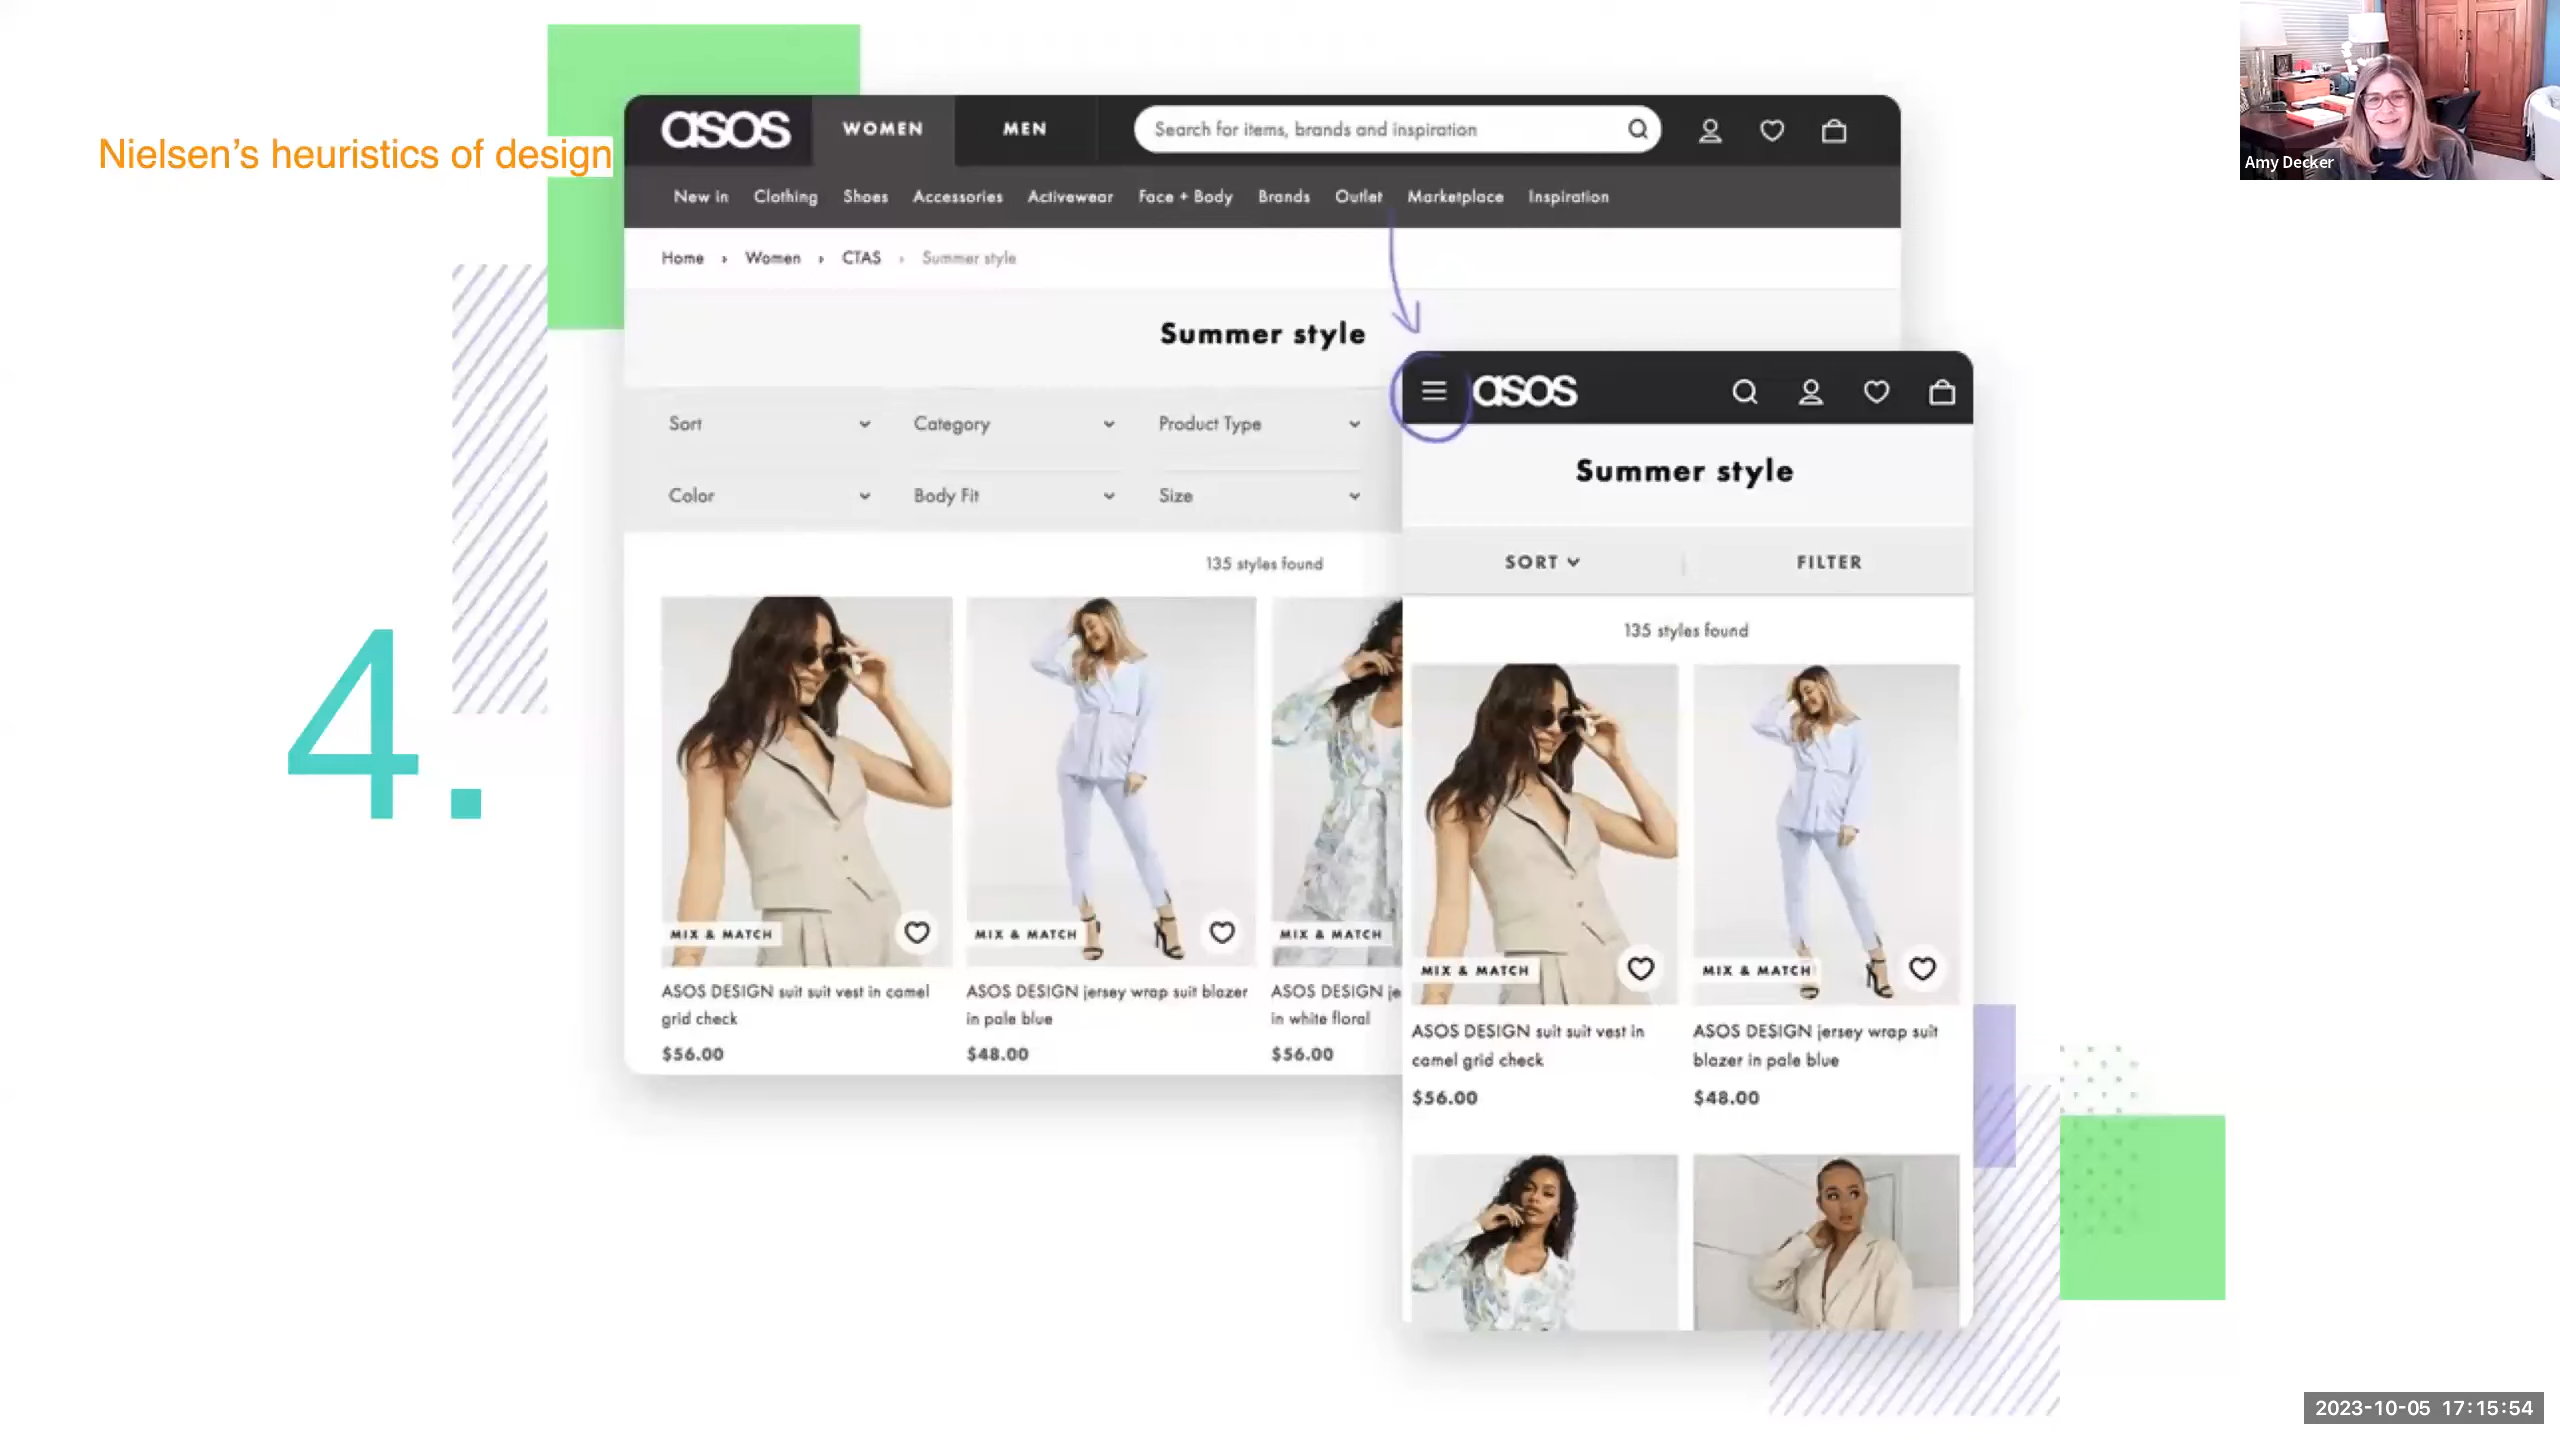 Nielsen’s heuristics of design
4.
asos
WOMEN
MEN
Search for items, brands and inspiration
New in Clothing Shoes Accessories Activewear Face + Body Brands Outlet Marketplace Inspiration
Home › Women › CTAS › Summer style
Summer style
Sort Category Product Type
Color Body Fit Size
135 styles found
MIX & MATCH
MIX & MATCH
MIX & MATCH
ASOS DESIGN suit suit vest in camel
grid check
$56.00
ASOS DESIGN jersey wrap suit blazer
in pale blue
$48.00
ASOS DESIGN je
in white floral
$56.00
asos
Summer style
SORT
FILTER
135 styles found
MIX & MATCH
MIX & MATCH
ASOS DESIGN suit suit vest in
camel grid check
$56.00
ASOS DESIGN jersey wrap suit
blazer in pale blue
$48.00
Amy Decker
2023-10-05 17:15:54